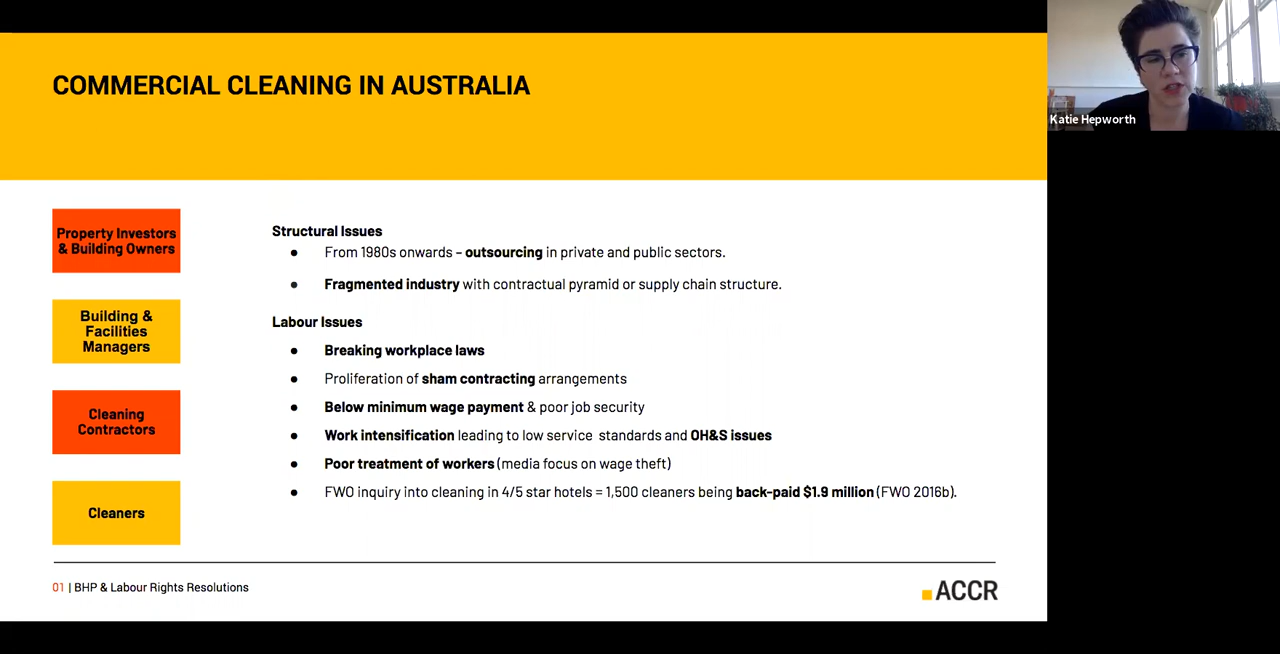 COMMERCIAL CLEANING IN AUSTRALIA
Katie Hepworth
Property Investors
& Building Owners
Building &
Facilities
Managers
Cleaning
Contractors
Cleaners
Structural Issues
● From 1980s onwards – outsourcing in private and public sectors.
● Fragmented industry with contractual pyramid or supply chain structure.
Labour Issues
● Breaking workplace laws
● Proliferation of sham contracting arrangements
● Below minimum wage payment & poor job security
● Work intensification leading to low service standards and OH&S issues
● Poor treatment of workers (media focus on wage theft)
● FWO inquiry into cleaning in 4/5 star hotels = 1,500 cleaners being back-paid $1.9 million (FWO 2016b).
01 | BHP & Labour Rights Resolutions
ACCR